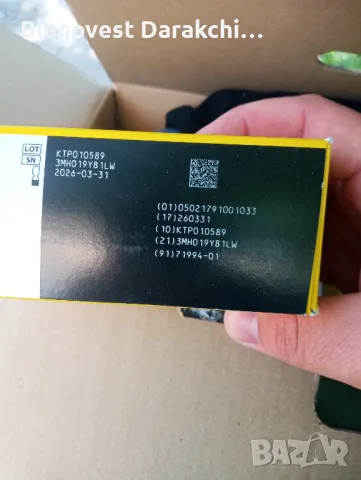 Dragovest Darakchi...
LOT
SN
KTP010589
3MH019Y81LW
2026-03-31
(01)05021791001033
(17)260331
(10)KTP010589
(21)3MH019Y81LW
(91)71994-01
BAZAR